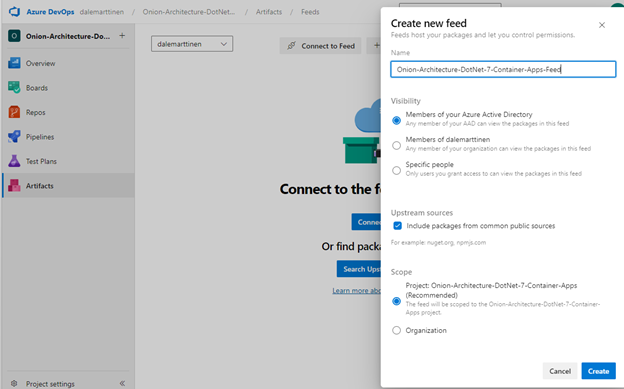 Azure DevOps
dalemarttinen / Onion-Architecture-DotNet-... / Artifacts / Feeds
Onion-Architecture-Do...
Overview
Boards
Repos
Pipelines
Test Plans
Artifacts
Project settings
dalemarttinen
Connect to Feed
Connect to the f
Conne
Or find pack
Search Ups
Learn more abo
Create new feed
Feeds host your packages and let you control permissions.
Name
Onion-Architecture-DotNet-7-Container-Apps-Feed
Visibility
Members of your Azure Active Directory
Any member of your AAD can view the packages in this feed
Members of dalemarttinen
Any member of your organization can view the packages in this feed
Specific people
Only users you grant access to can view the packages in this feed
Upstream sources
Include packages from common public sources
For example: nuget.org, npmjs.com
Scope
Project: Onion-Architecture-DotNet-7-Container-Apps
(Recommended)
The feed will be scoped to the Onion-Architecture-DotNet-7-Container-
Apps project.
Organization
Cancel
Create